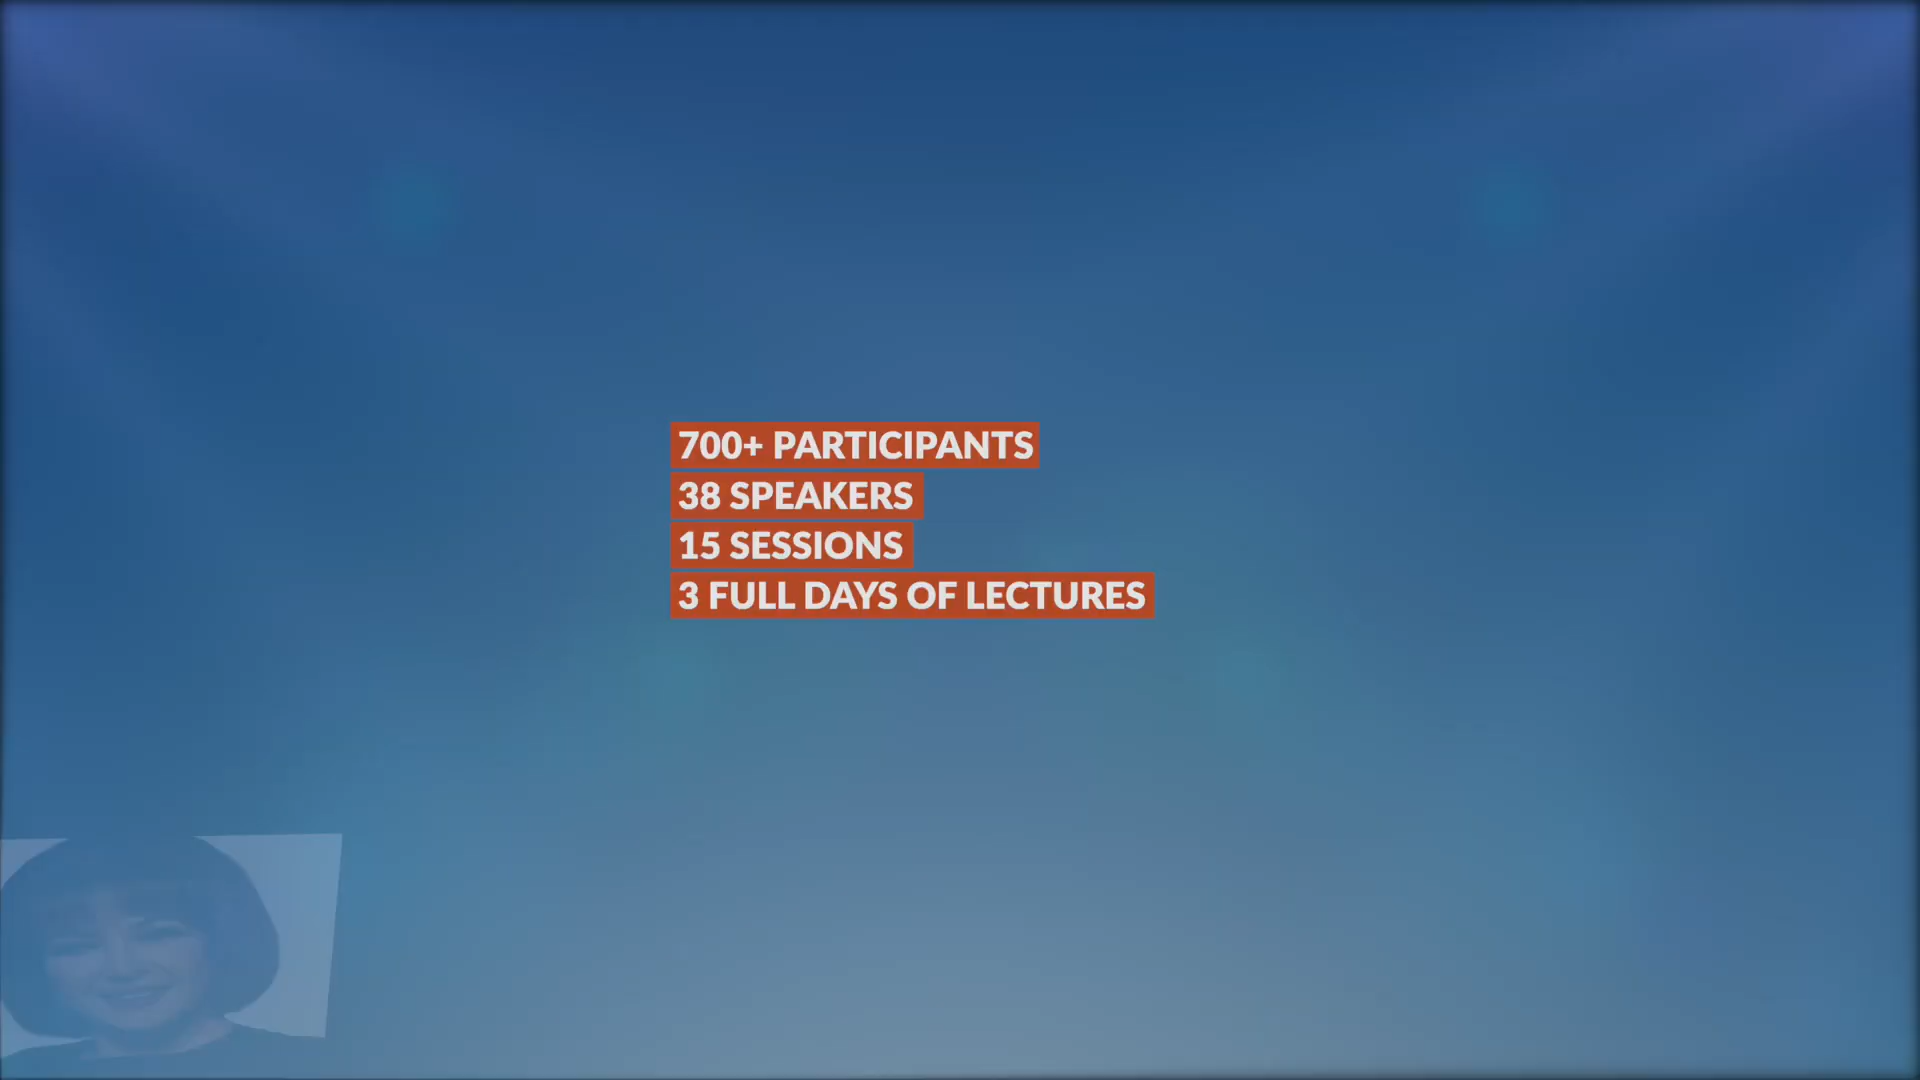 700+ PARTICIPANTS
38 SPEAKERS
15 SESSIONS
3 FULL DAYS OF LECTURES